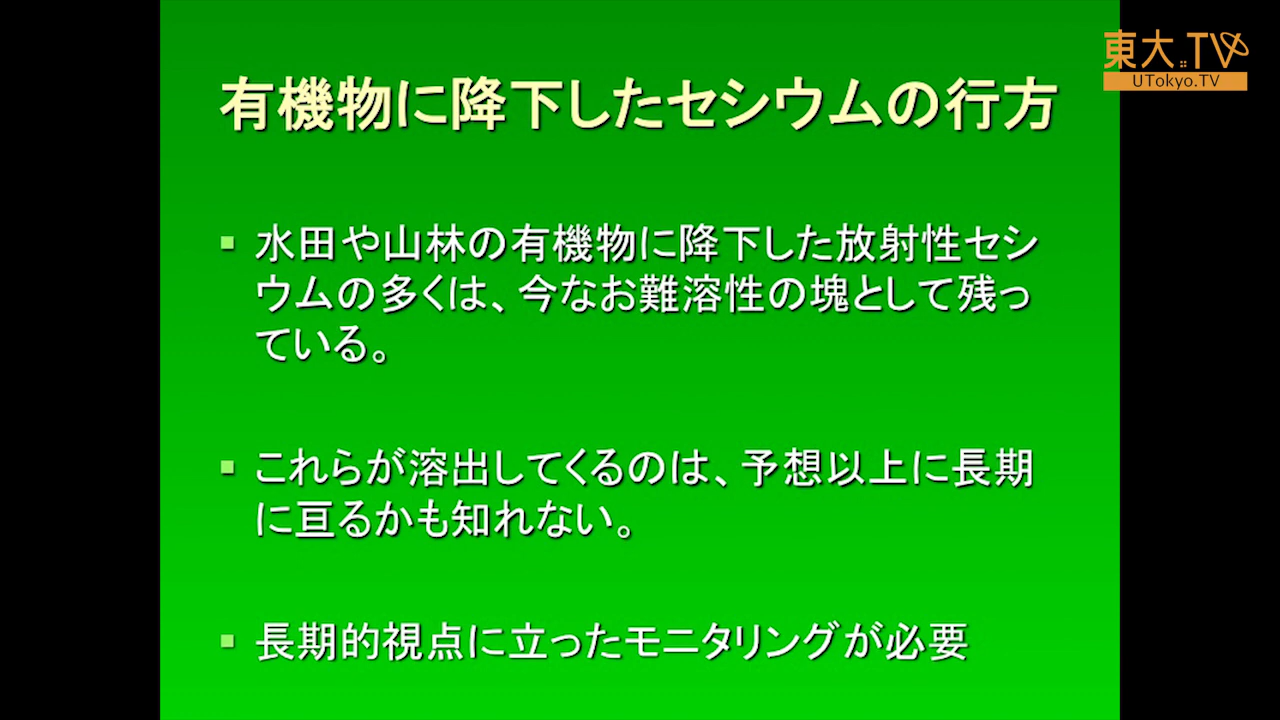 東大TV
UTokyo.TV
有機物に降下したセシウムの行方
水田や山林の有機物に降下した放射性セシ
ウムの多くは、今なお難溶性の塊として残っ
ている。
これらが溶出してくるのは、予想以上に長期
に亘るかも知れない。
長期的視点に立ったモニタリングが必要